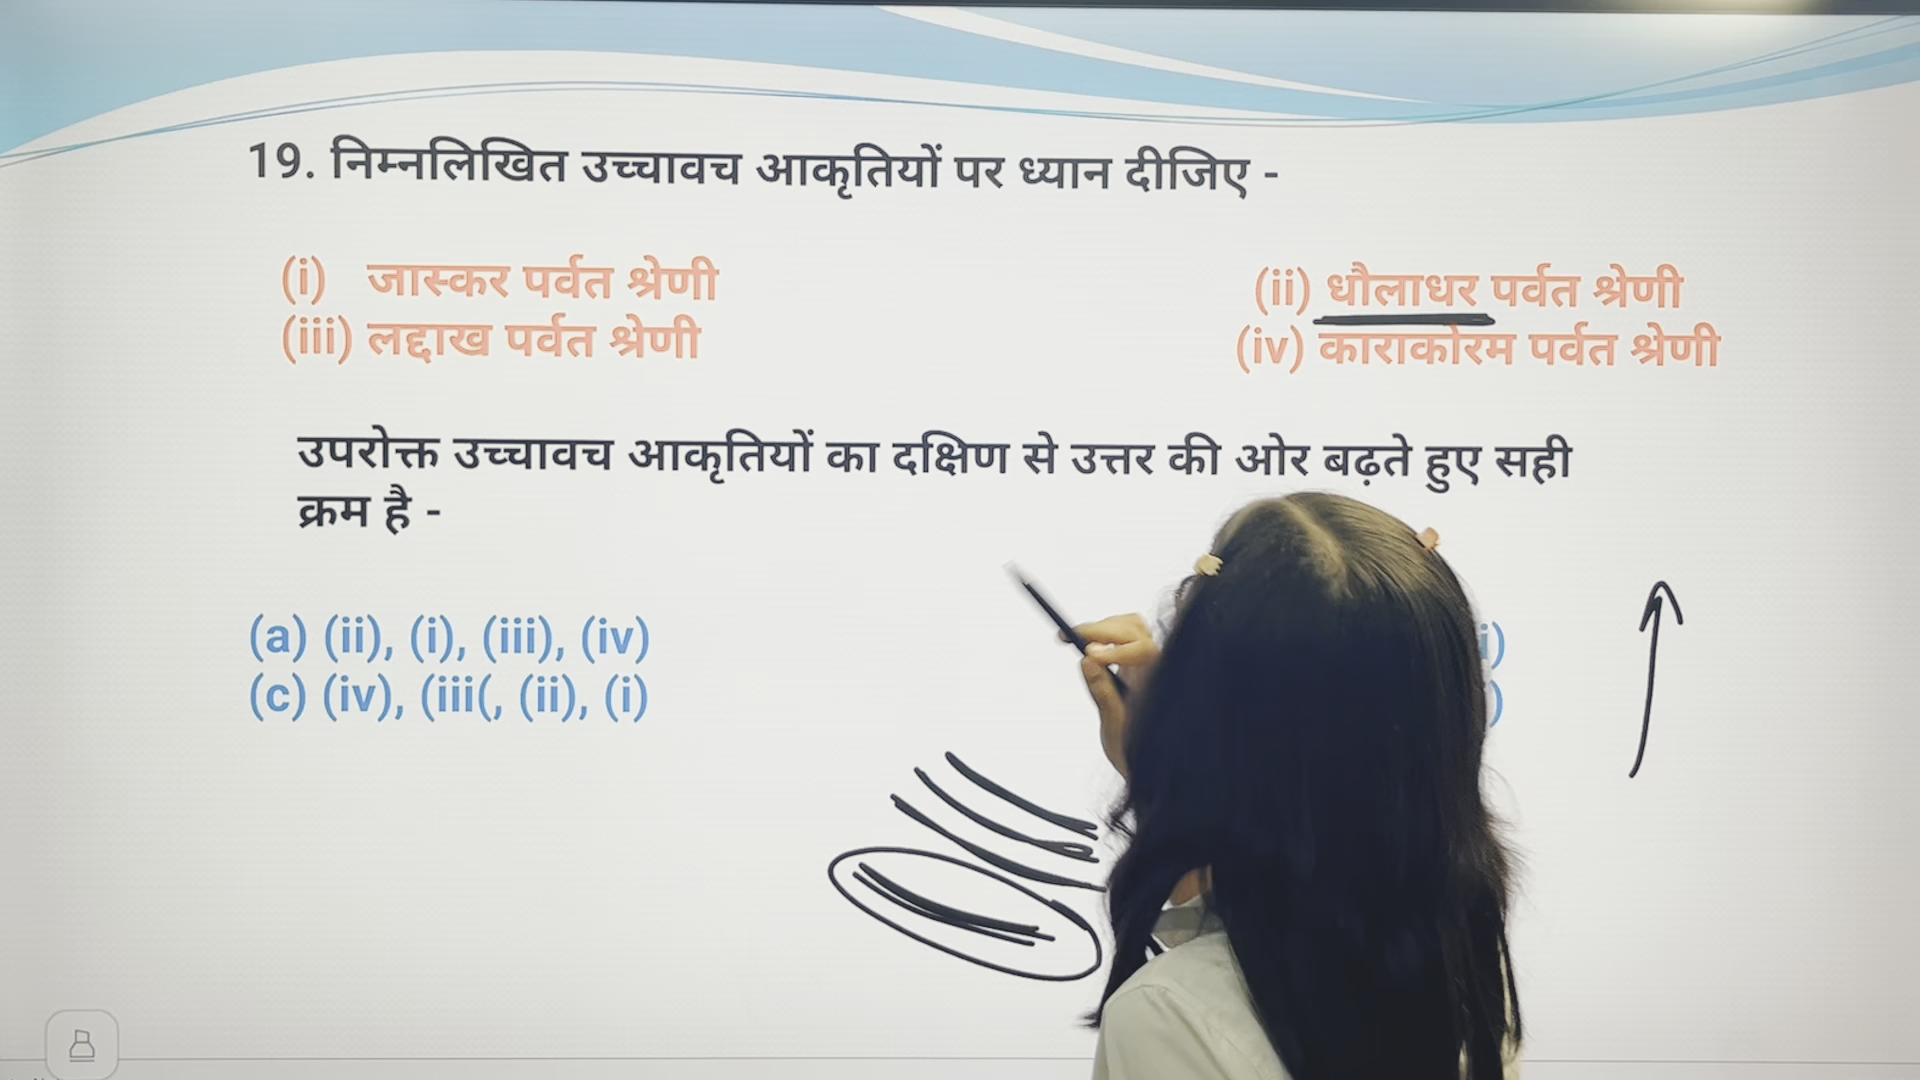 19. निम्नलिखित उच्चावच आकृतियों पर ध्यान दीजिए -
(i) जास्कर पर्वत श्रेणी (ii) धौलाधर पर्वत श्रेणी
(iii) लद्दाख पर्वत श्रेणी (iv) काराकोरम पर्वत श्रेणी
उपरोक्त उच्चावच आकृतियों का दक्षिण से उत्तर की ओर बढ़ते हुए सही
क्रम है -
(a) (ii), (i), (iii), (iv)
(c) (iv), (iii(, (ii), (i)